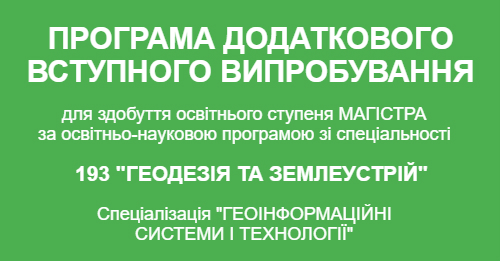 ПРОГРАМА ДОДАТКОВОГО
ВСТУПНОГО ВИПРОБУВАННЯ
для здобуття освітнього ступеня МАГІСТРА
за освітньо-науковою програмою зі спеціальності
193 "ГЕОДЕЗІЯ ТА ЗЕМЛЕУСТРІЙ"
Спеціалізація "ГЕОІНФОРМАЦІЙНІ
СИСТЕМИ І ТЕХНОЛОГІЇ"